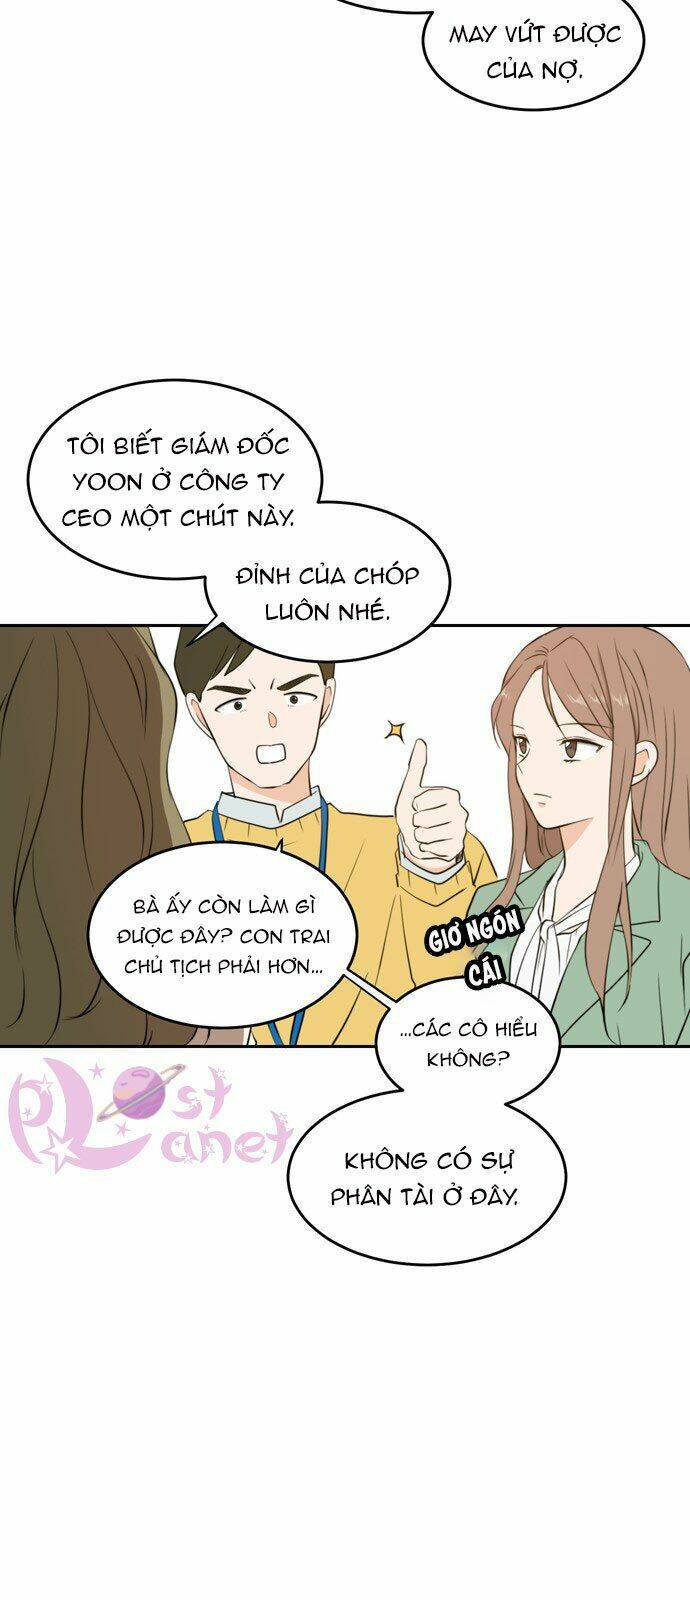 MAY VỨT ĐƯỢC
CỦA NỢ.
TÔI BIẾT GIÁM ĐỐC
YOON Ở CÔNG TY
CEO MỘT CHÚT NÀY.
ĐỈNH CỦA CHÓP
LUÔN NHÉ.
BÀ ẤY CÒN LÀM GÌ
ĐƯỢC ĐÂY? CON TRAI
CHỦ TỊCH PHẢI HƠN...
GIƠ NGÓN
CÁI
...CÁC CÔ HIỂU
KHÔNG?
KHÔNG CÓ SỰ
PHÂN TÀI Ở ĐÂY.
Lost
Planet